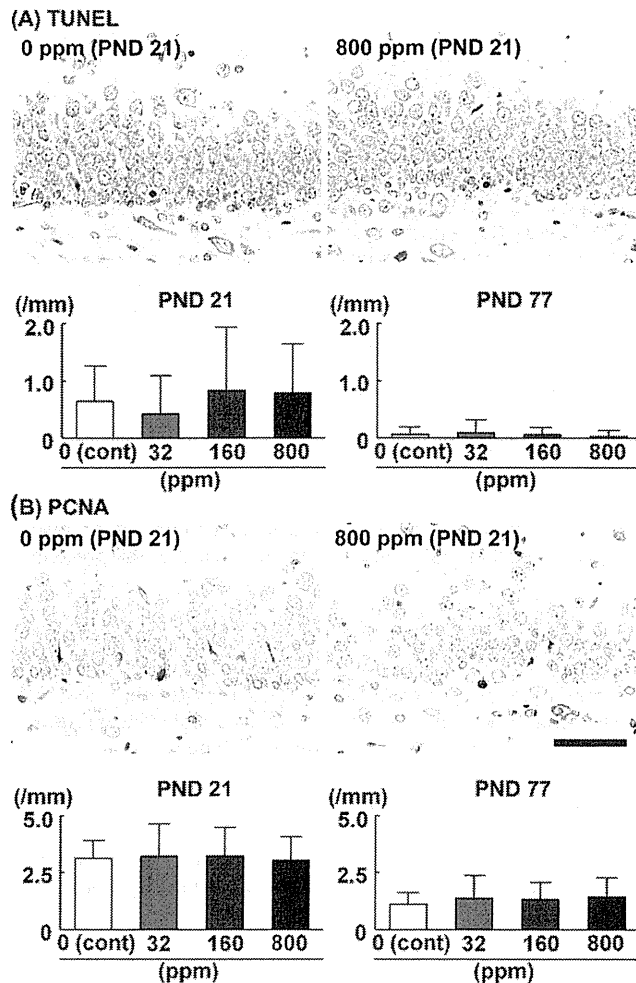 (A) TUNEL
0 ppm (PND 21) 800 ppm (PND 21)
(/mm) PND 21 PND 77
2.0 2.0
1.0 1.0
0 0
0 (cont) 32 160 800 0 (cont) 32 160 800
(ppm) (ppm)
(B) PCNA
0 ppm (PND 21) 800 ppm (PND 21)
(/mm) PND 21 (/mm) PND 77
5.0 5.0
2.5 2.5
0 0
0 (cont) 32 160 800 0 (cont) 32 160 800
(ppm) (ppm)